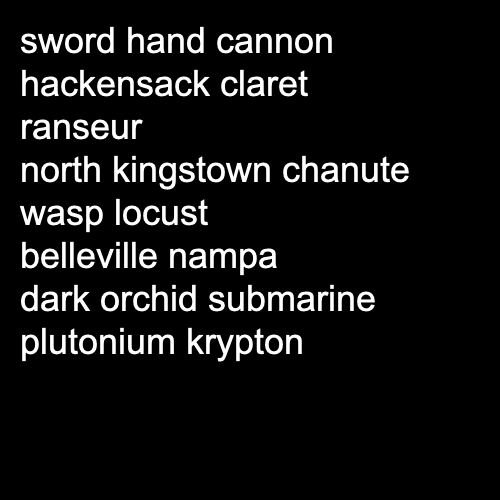 sword hand cannon
hackensack claret
ranseur
north kingstown chanute
wasp locust
belleville nampa
dark orchid submarine
plutonium krypton